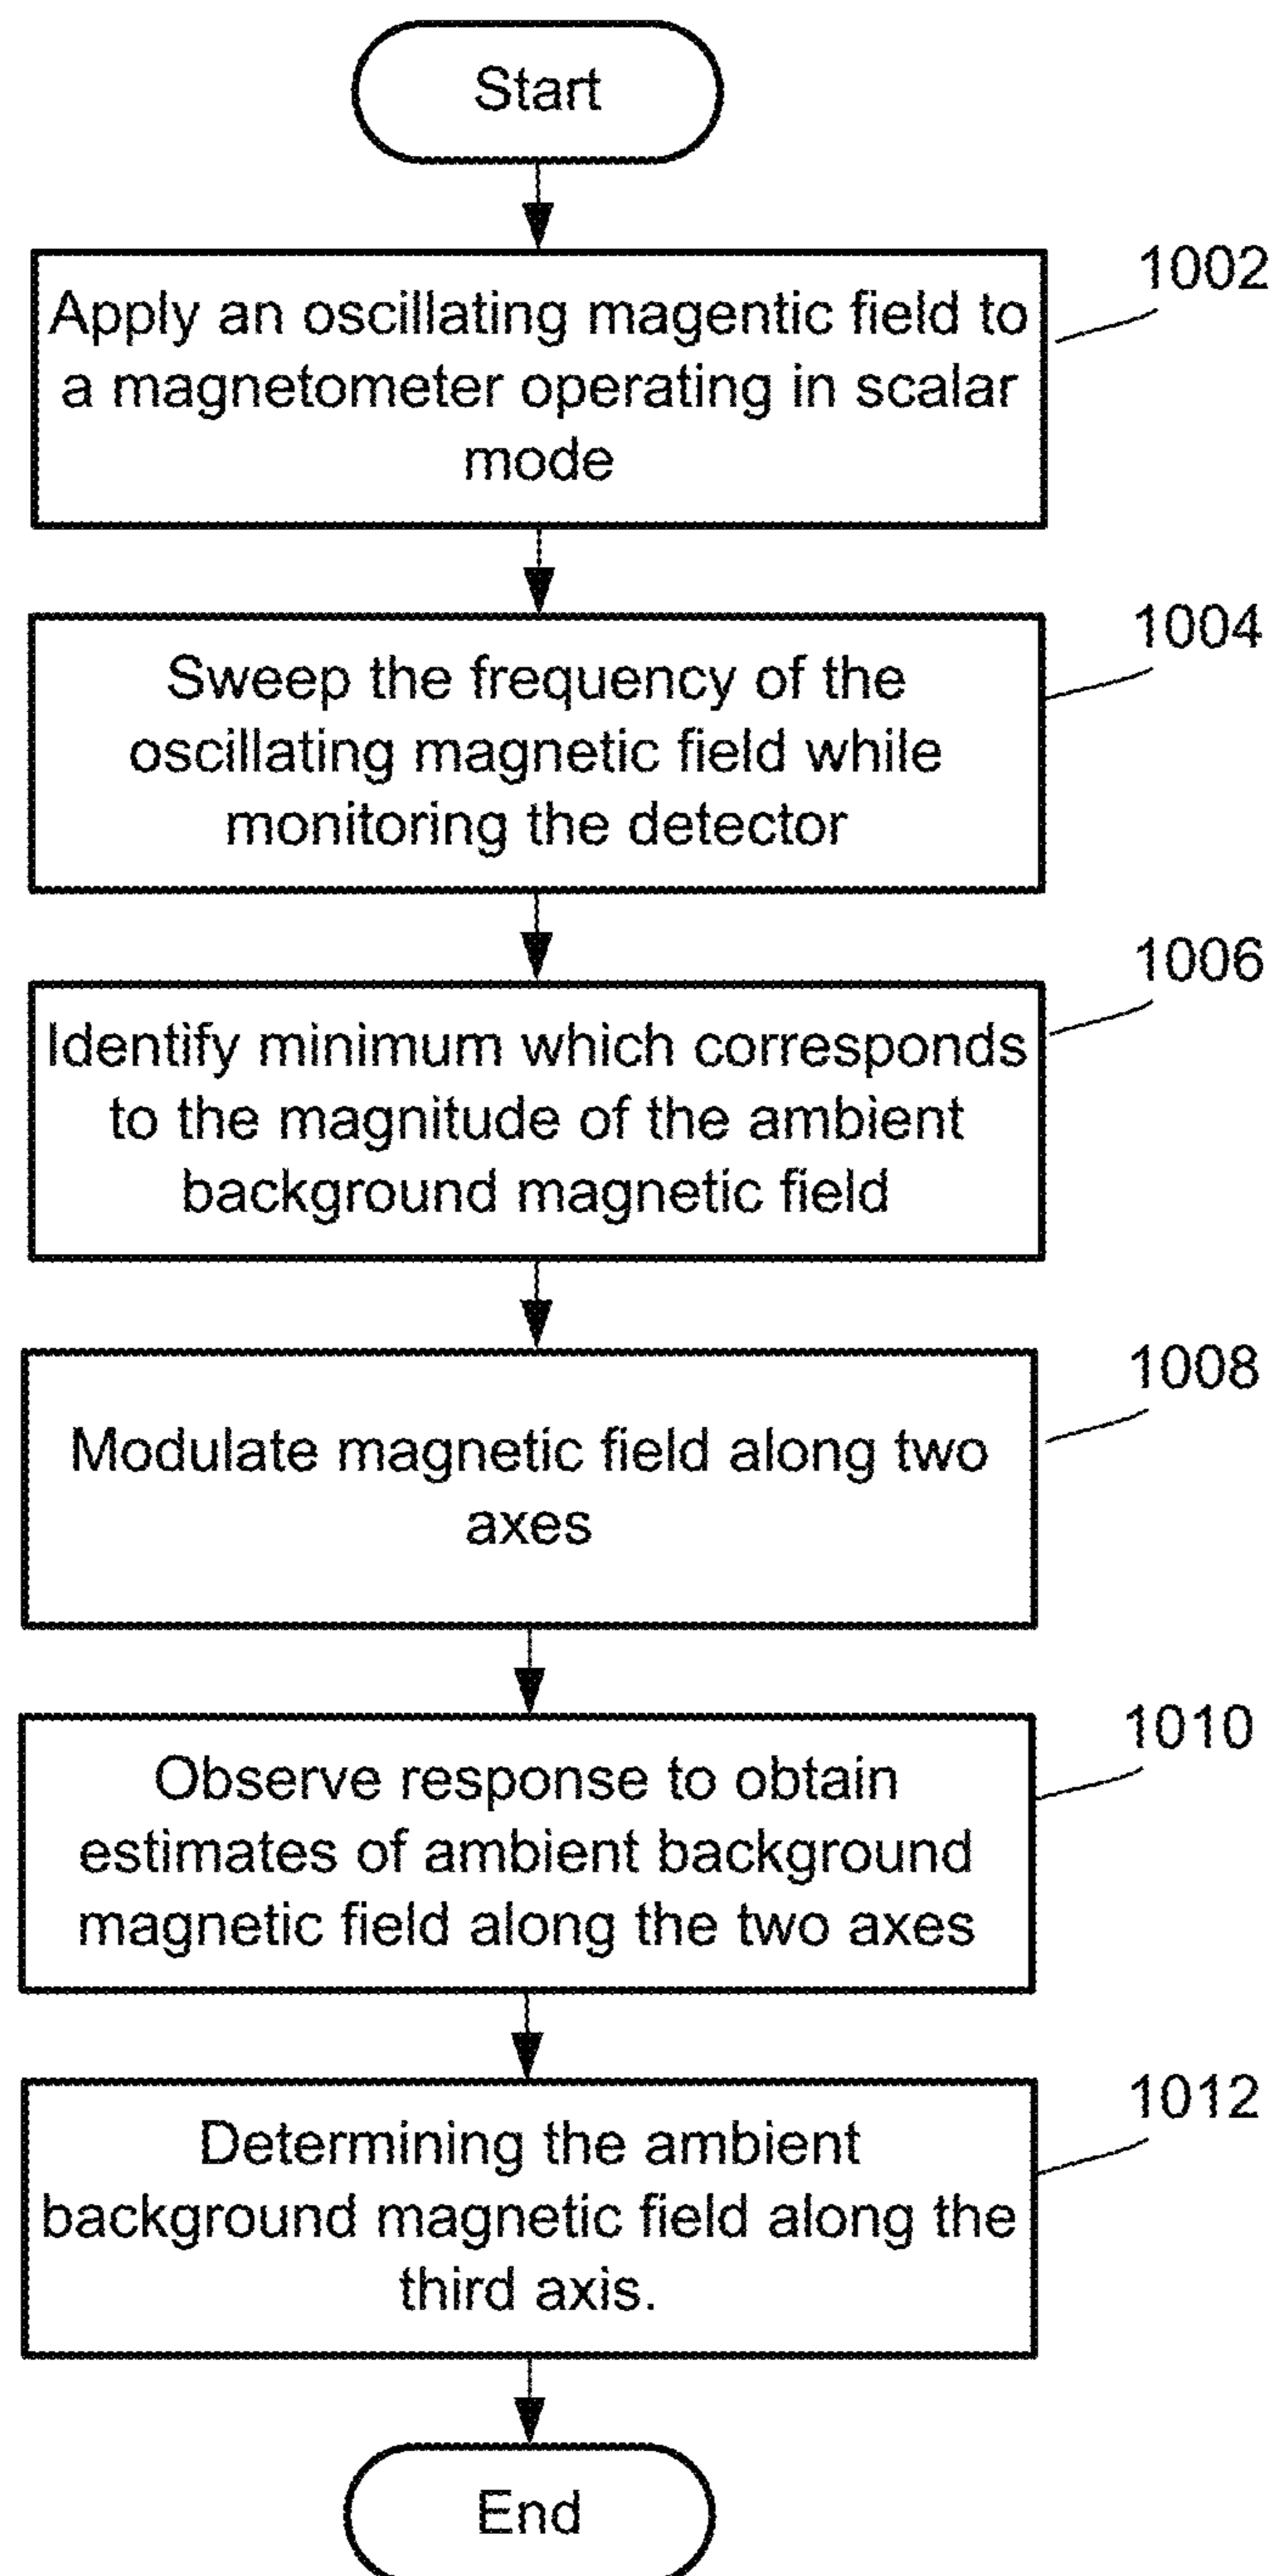 Start
1002
Apply an oscillating magentic field to
a magnetometer operating in scalar
mode
1004
Sweep the frequency of the
oscillating magnetic field while
monitoring the detector
1006
Identify minimum which corresponds
to the magnitude of the ambient
background magnetic field
1008
Modulate magnetic field along two
axes
1010
Observe response to obtain
estimates of ambient background
magnetic field along the two axes
1012
Determining the ambient
background magnetic field along the
third axis.
End